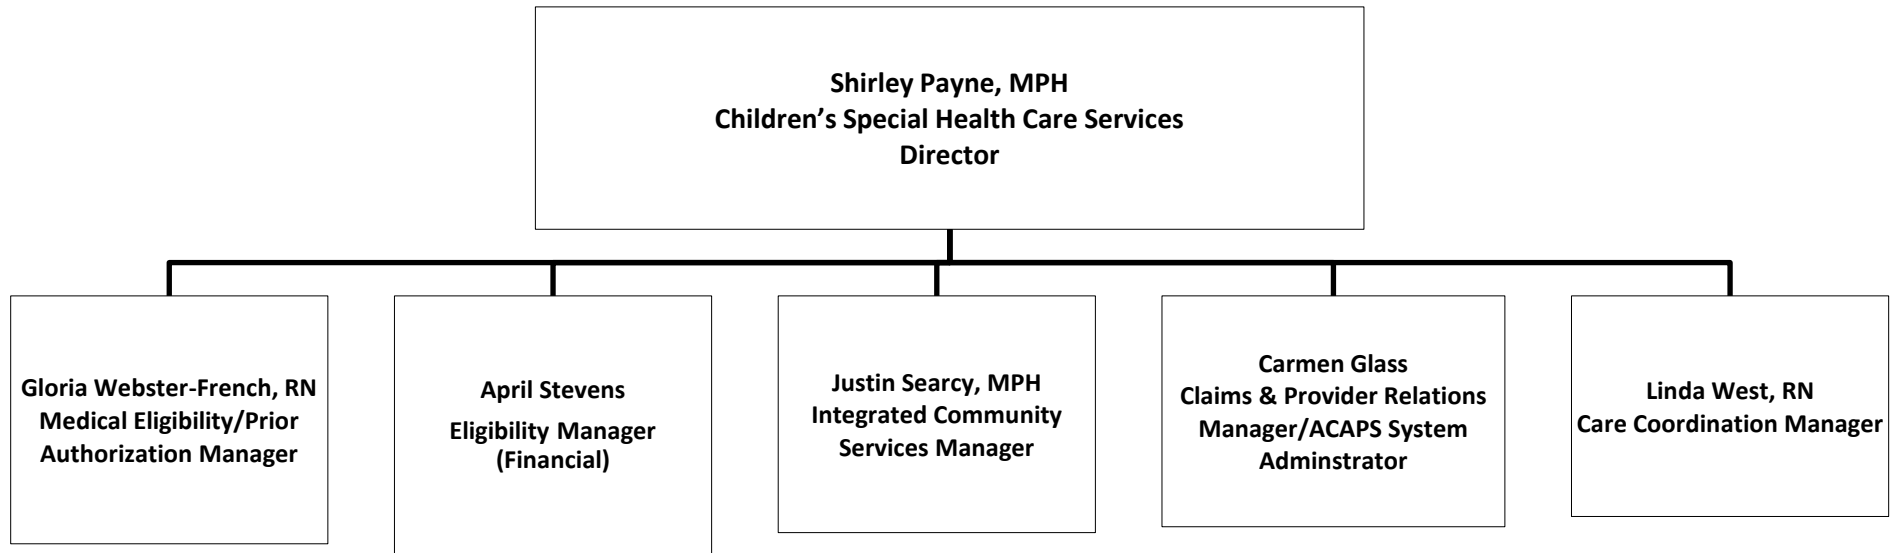 Shirley Payne, MPH
Children’s Special Health Care Services
Director
Gloria Webster-French, RN
Medical Eligibility/Prior
Authorization Manager
April Stevens
Eligibility Manager
(Financial)
Justin Searcy, MPH
Integrated Community
Services Manager
Carmen Glass
Claims & Provider Relations
Manager/ACAPS System
Adminstrator
Linda West, RN
Care Coordination Manager